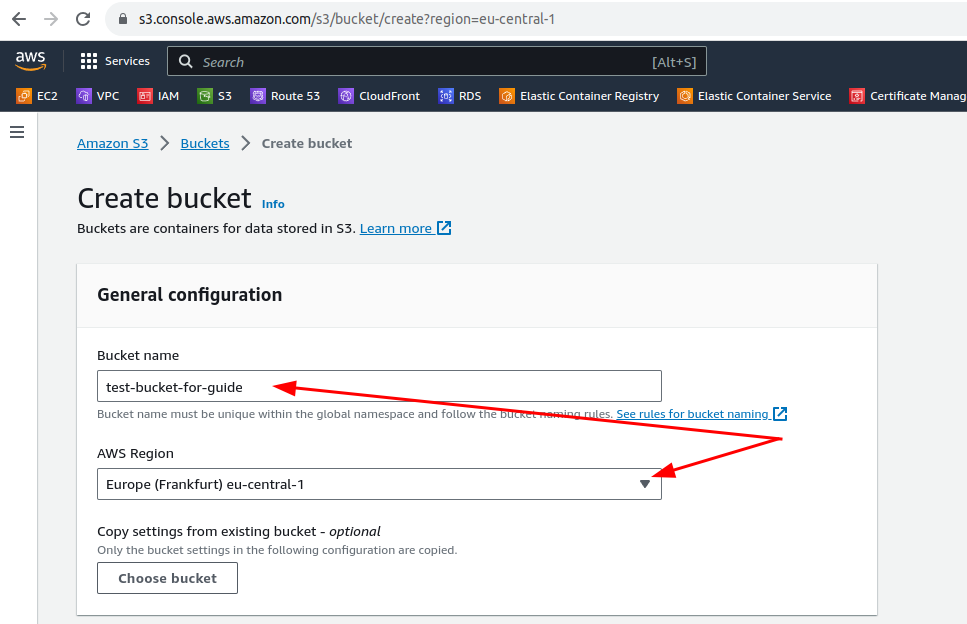 s3.console.aws.amazon.com/s3/bucket/create?region=eu-central-1
aws Services Search [Alt+S]
EC2 VPC IAM S3 Route 53 CloudFront RDS Elastic Container Registry Elastic Container Service Certificate Manag
Amazon S3 Buckets Create bucket
Create bucket Info
Buckets are containers for data stored in S3. Learn more
General configuration
Bucket name
test-bucket-for-guide
Bucket name must be unique within the global namespace and follow the bucket naming rules. See rules for bucket naming
AWS Region
Europe (Frankfurt) eu-central-1
Copy settings from existing bucket - optional
Only the bucket settings in the following configuration are copied.
Choose bucket